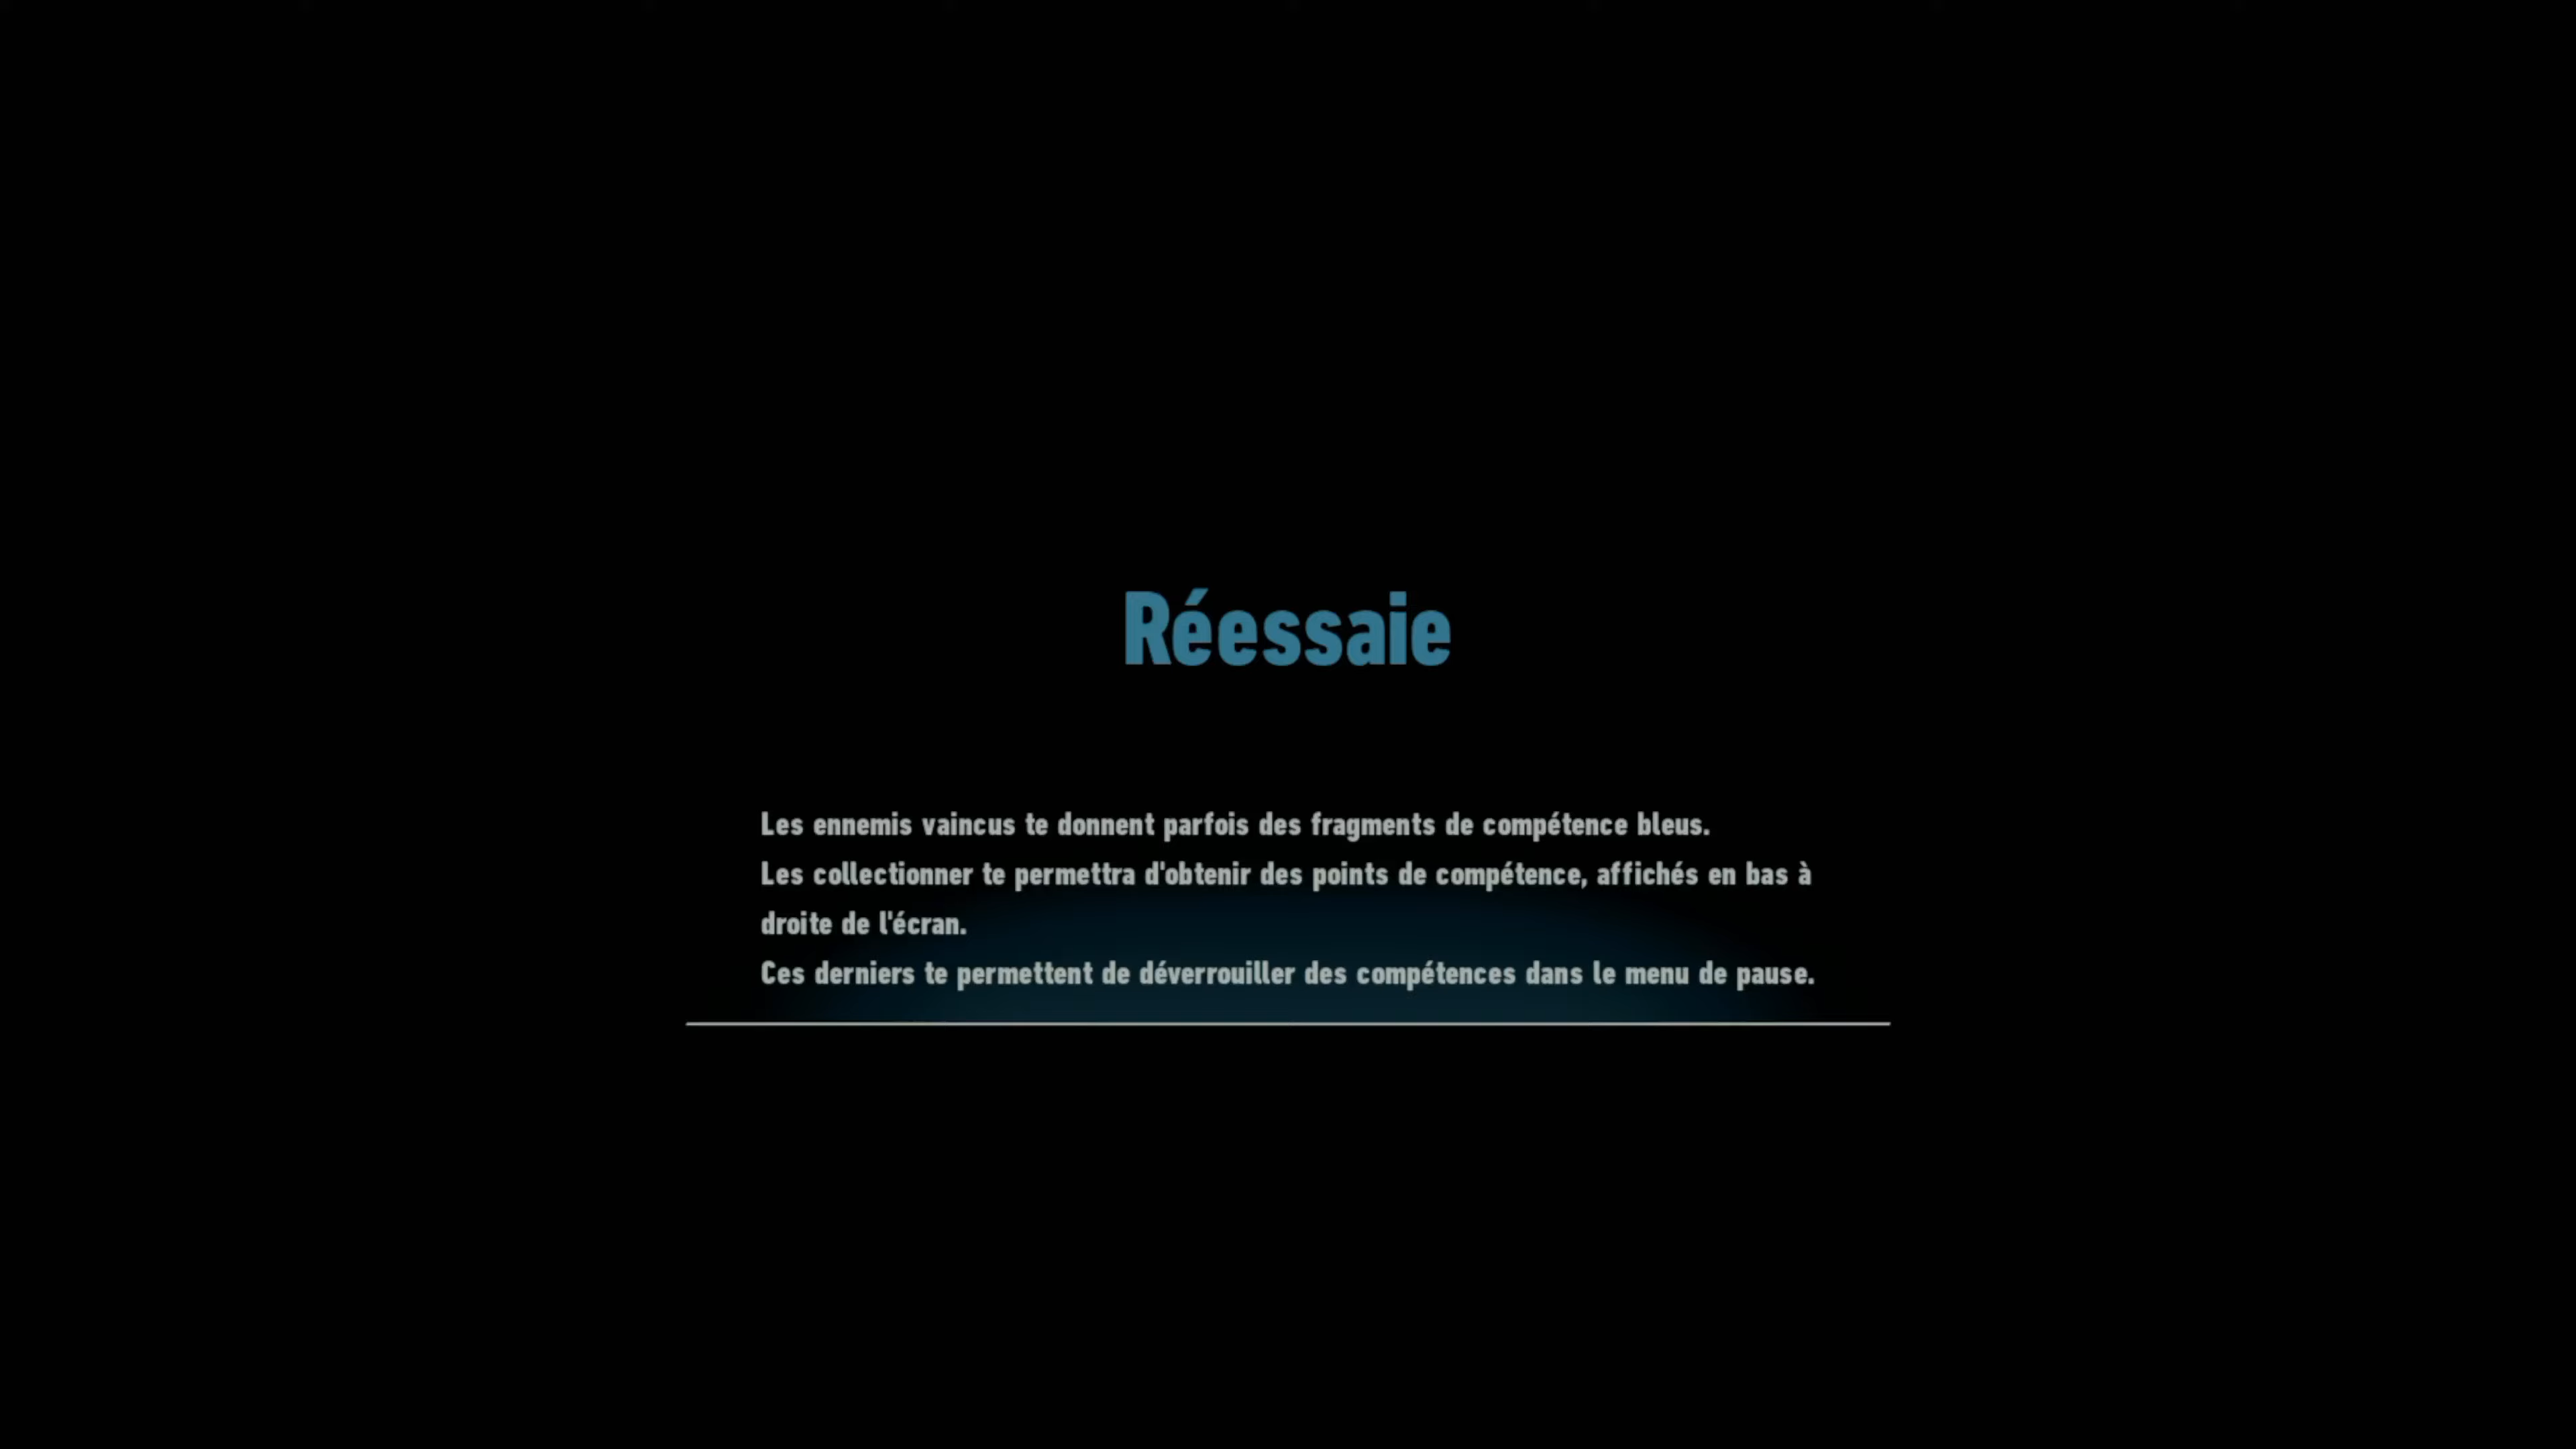 Réessaie
Les ennemis vaincus te donnent parfois des fragments de compétence bleus.
Les collectionner te permettra d'obtenir des points de compétence, affichés en bas à
droite de l'écran.
Ces derniers te permettent de déverrouiller des compétences dans le menu de pause.